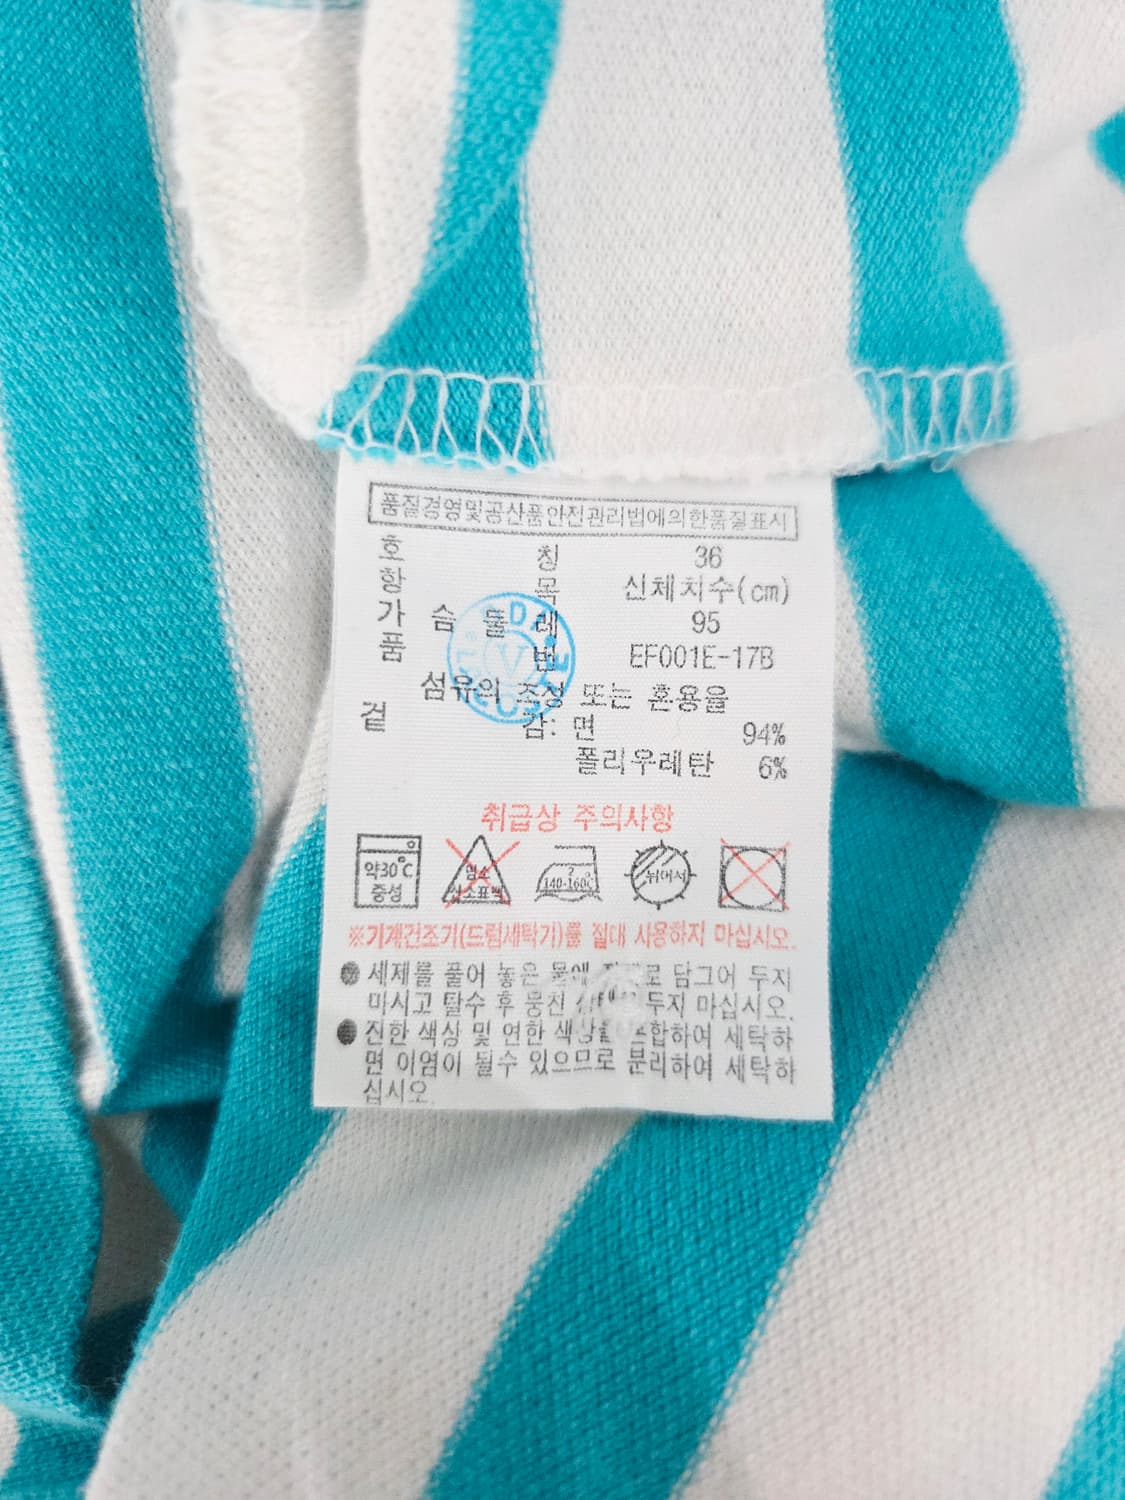 품질경영및공산품안전관리법에의한품질표시
호 칭 36
항 목 신체치수(cm)
가 슴 둘 레 95
품 번 EF001E-17B
섬유의 조성 또는 혼용율
겉 감: 면 94%
폴리우레탄 6%
취급상 주의사항
약30℃ 중성
염소 산소표백
140-160℃
뉘어서
※기계건조기(드럼세탁기)를 절대 사용하지 마십시오.
● 세제를 풀어 놓은 물에 담그어 두지
마시고 탈수 후 뭉친 두지 마십시오.
● 진한 색상 및 연한 색상을 혼합하여 세탁하
면 이염이 될수 있으므로 분리하여 세탁하
십시오.